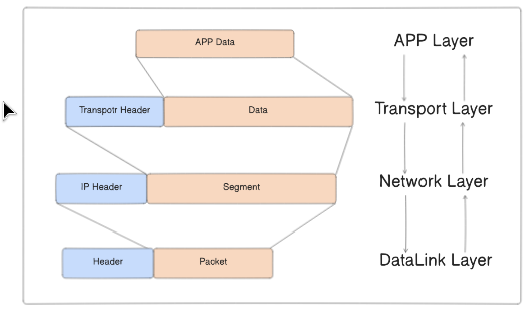 APP Data
APP Layer
Transpotr Header
Data
Transport Layer
IP Header
Segment
Network Layer
Header
Packet
DataLink Layer